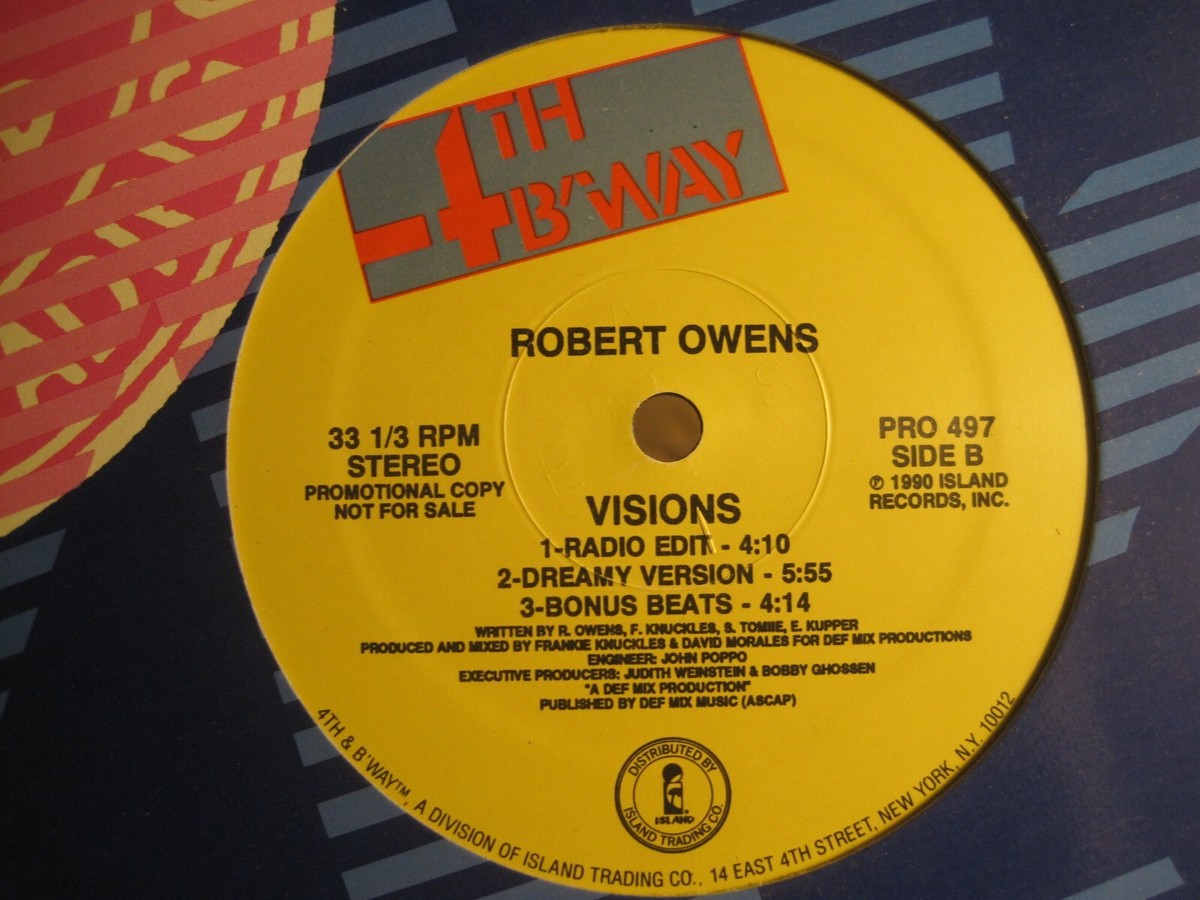 4TH
B'WAY
ROBERT OWENS
33 1/3 RPM
STEREO
PROMOTIONAL COPY
NOT FOR SALE
PRO 497
SIDE B
℗ 1990 ISLAND
RECORDS, INC.
VISIONS
1-RADIO EDIT - 4:10
2-DREAMY VERSION - 5:55
3-BONUS BEATS - 4:14
WRITTEN BY R. OWENS, F. KNUCKLES, S. TOMIIE, E. KUPPER
PRODUCED AND MIXED BY FRANKIE KNUCKLES & DAVID MORALES FOR DEF MIX PRODUCTIONS
ENGINEER: JOHN POPPO
EXECUTIVE PRODUCERS: JUDITH WEINSTEIN & BOBBY GHOSSEN
"A DEF MIX PRODUCTION"
PUBLISHED BY DEF MIX MUSIC (ASCAP)
DISTRIBUTED BY
ISLAND®
ISLAND TRADING CO.
4TH & B'WAY™, A DIVISION OF ISLAND TRADING CO., 14 EAST 4TH STREET, NEW YORK, N.Y. 10012